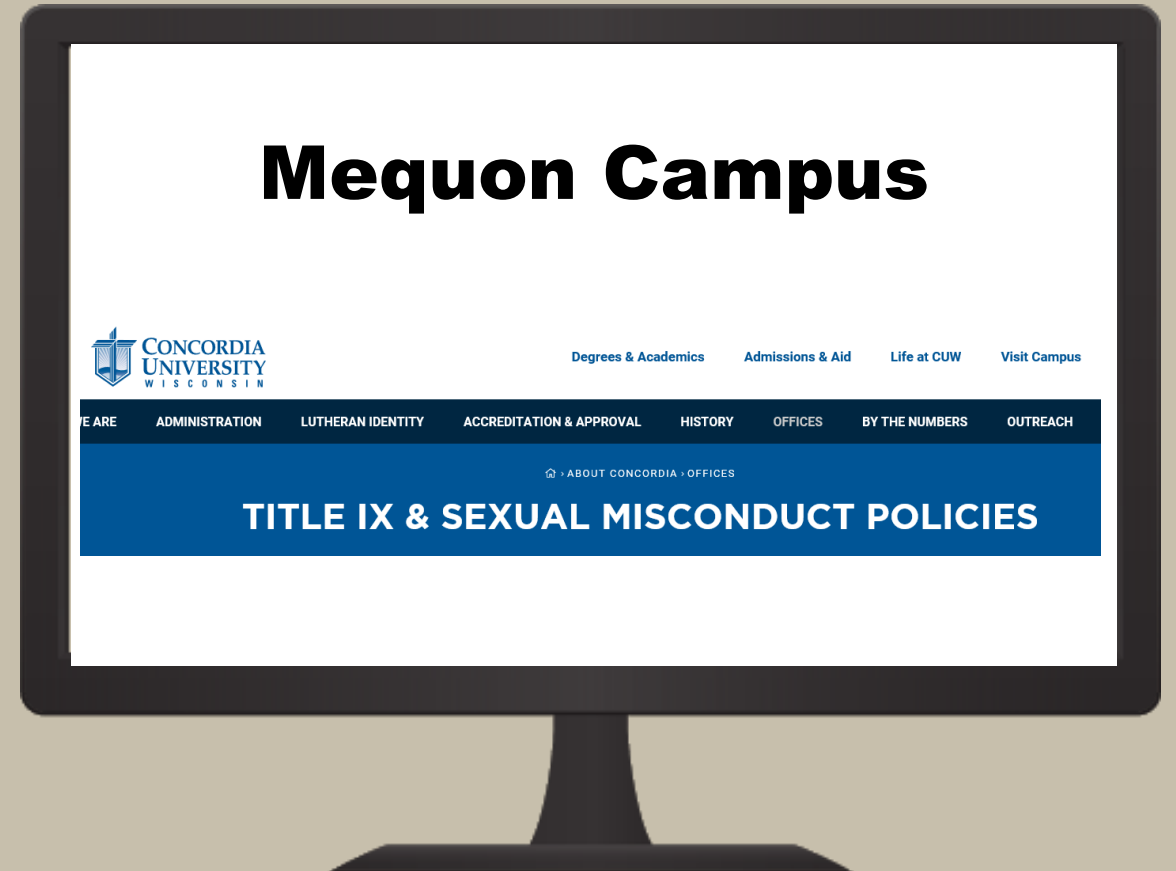 Mequon Campus
CONCORDIA
UNIVERSITY
WISCONSIN
Degrees & Academics Admissions & Aid Life at CUW Visit Campus
E ARE ADMINISTRATION LUTHERAN IDENTITY ACCREDITATION & APPROVAL HISTORY OFFICES BY THE NUMBERS OUTREACH
› ABOUT CONCORDIA › OFFICES
TITLE IX & SEXUAL MISCONDUCT POLICIES